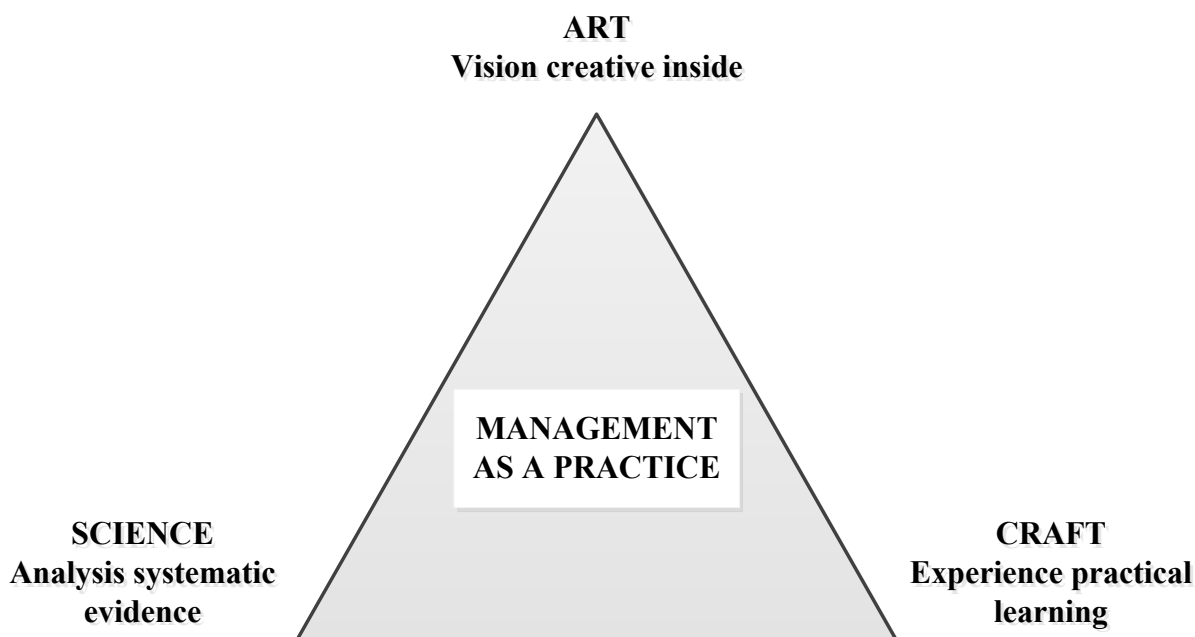 ART
Vision creative inside
MANAGEMENT
AS A PRACTICE
SCIENCE
Analysis systematic
evidence
CRAFT
Experience practical
learning